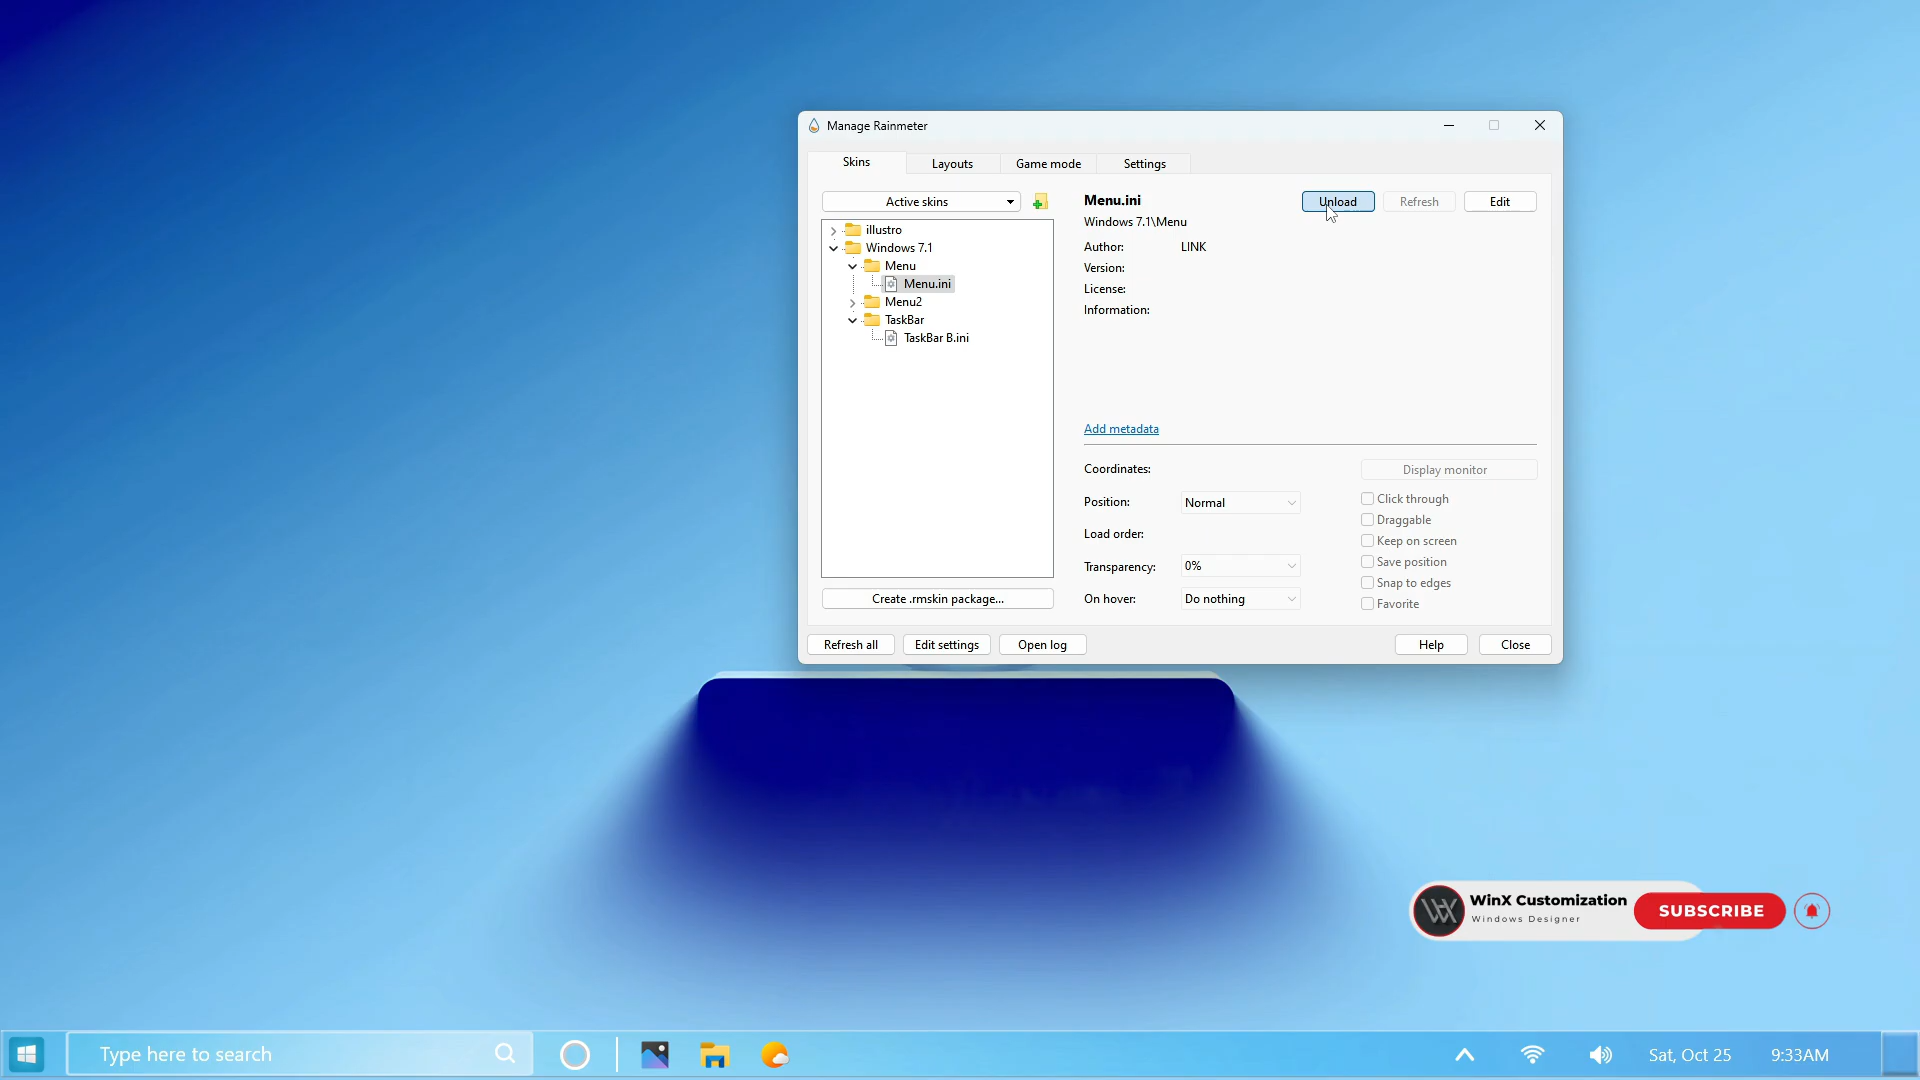 Manage Rainmeter
Skins
Layouts
Game mode
Settings
Active skins
illustro
Windows 7.1
Menu
Menu.ini
Menu2
TaskBar
TaskBar B.ini
Create .rmskin package...
Menu.ini
Windows 7.1\Menu
Unload
Refresh
Edit
Author: LINK
Version:
License:
Information:
Add metadata
Coordinates:
Display monitor
Position: Normal
Load order:
Transparency: 0%
On hover: Do nothing
Click through
Draggable
Keep on screen
Save position
Snap to edges
Favorite
Refresh all
Edit settings
Open log
Help
Close
WinX Customization
Windows Designer
SUBSCRIBE
Type here to search
Sat, Oct 25
9:33AM